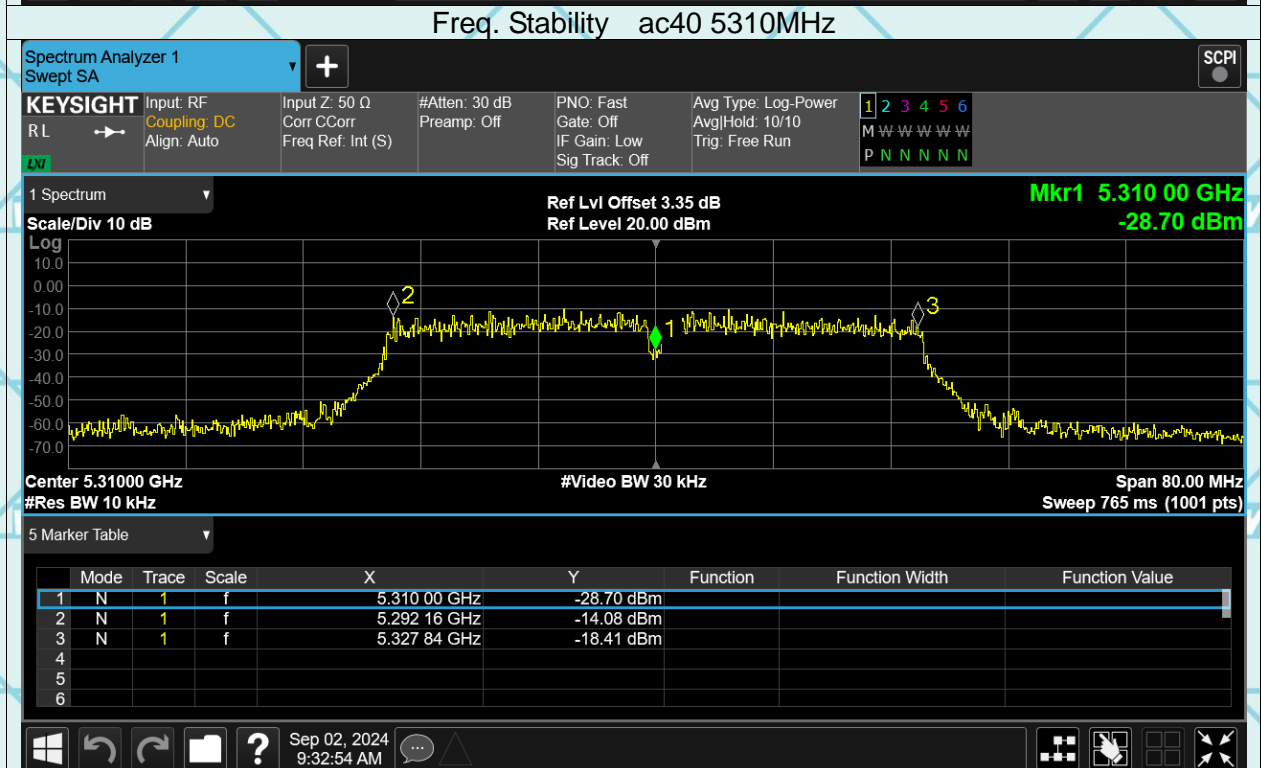 Freq. Stability ac40 5310MHz
Spectrum Analyzer 1
Swept SA
+
SCPI
KEYSIGHT
R L
LXI
Input: RF
Coupling: DC
Align: Auto
Input Z: 50 Ω
Corr CCorr
Freq Ref: Int (S)
#Atten: 30 dB
Preamp: Off
PNO: Fast
Gate: Off
IF Gain: Low
Sig Track: Off
Avg Type: Log-Power
Avg|Hold: 10/10
Trig: Free Run
1 2 3 4 5 6
M W W W W W
P N N N N N
1 Spectrum
Scale/Div 10 dB
Ref Lvl Offset 3.35 dB
Ref Level 20.00 dBm
Mkr1 5.310 00 GHz
-28.70 dBm
Log
10.0
0.00
-10.0
-20.0
-30.0
-40.0
-50.0
-60.0
-70.0
2
1
3
Center 5.31000 GHz
#Res BW 10 kHz
#Video BW 30 kHz
Span 80.00 MHz
Sweep 765 ms (1001 pts)
5 Marker Table
Mode Trace Scale X Y Function Function Width Function Value
1 N 1 f 5.310 00 GHz -28.70 dBm
2 N 1 f 5.292 16 GHz -14.08 dBm
3 N 1 f 5.327 84 GHz -18.41 dBm
4
5
6
?
Sep 02, 2024
9:32:54 AM